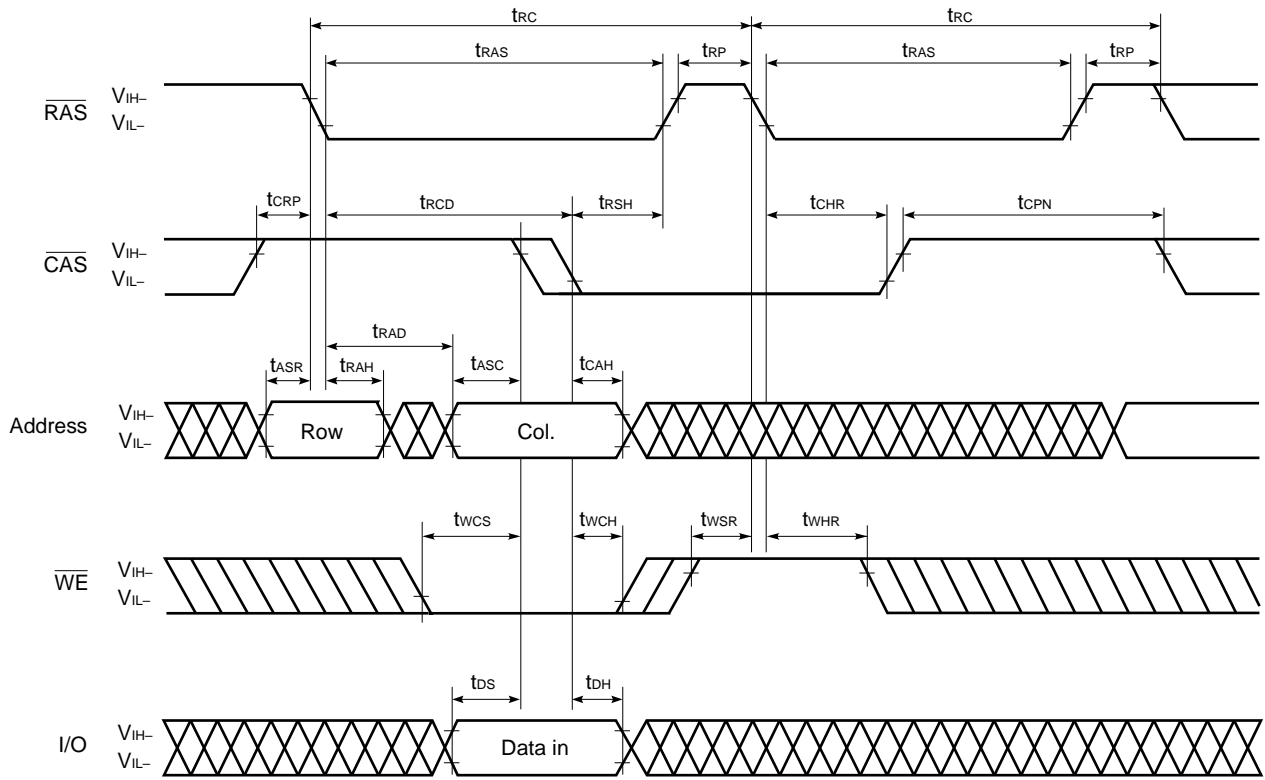 tRC tRC
tRAS tRP tRAS tRP
RAS VIH– VIL–
tCRP tRCD tRSH tCHR tCPN
CAS VIH– VIL–
tRAD
tASR tRAH tASC tCAH
Address VIH– VIL– Row Col.
tWCS tWCH tWSR tWHR
WE VIH– VIL–
tDS tDH
I/O VIH– VIL– Data in